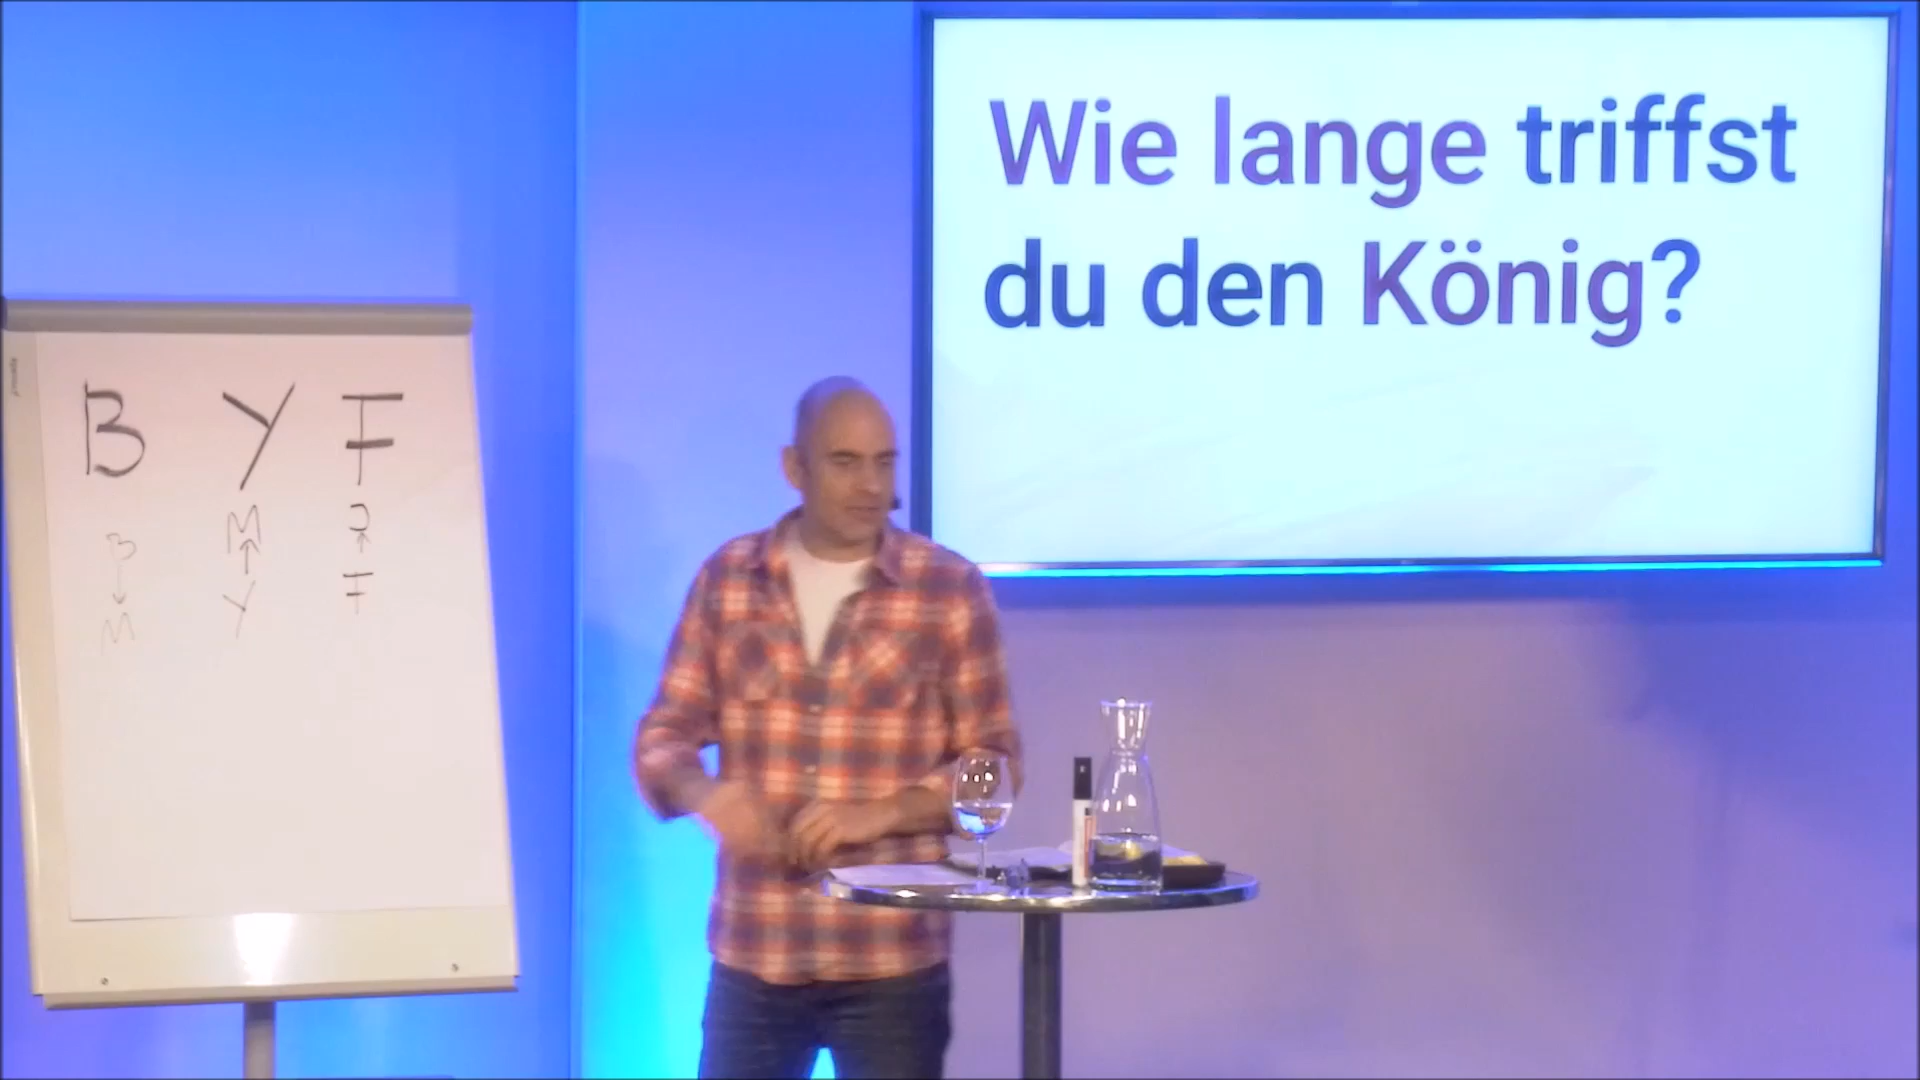 Wie lange triffst
du den König?
B Y F
B M J
M Y F